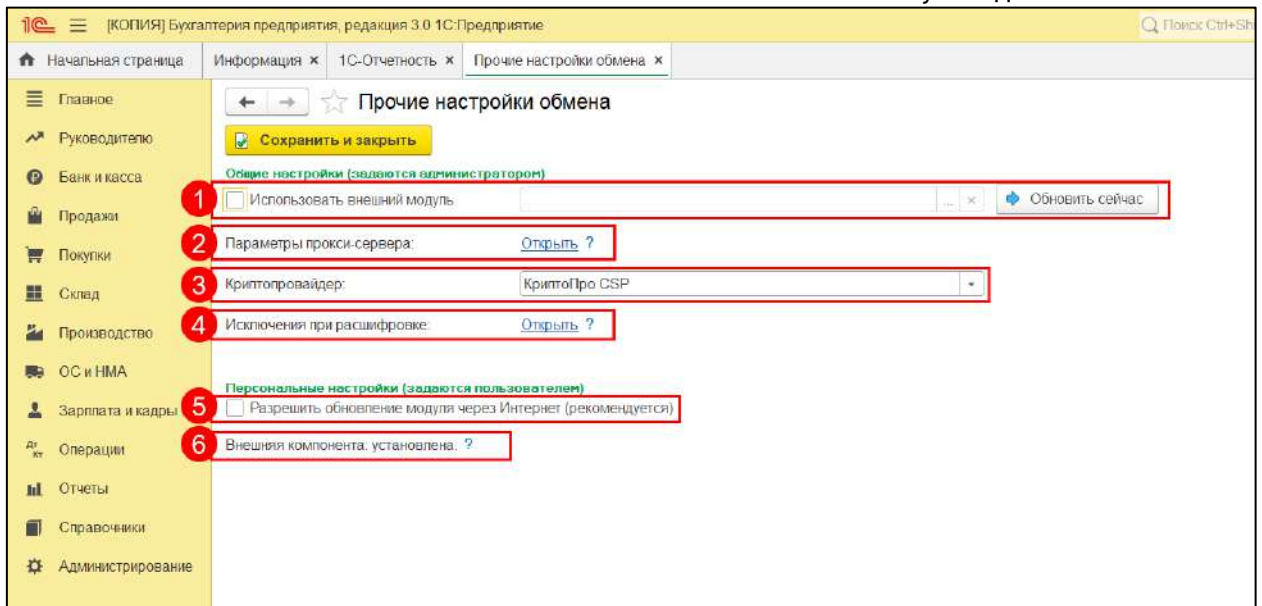 1С [КОПИЯ] Бухгалтерия предприятия, редакция 3.0 1С:Предприятие Поиск Ctrl+Sh
Начальная страница Информация × 1С-Отчетность × Прочие настройки обмена ×
Главное
Руководителю
Банк и касса
Продажи
Покупки
Склад
Производство
ОС и НМА
Зарплата и кадры
Дт Кт Операции
Отчеты
Справочники
Администрирование
Прочие настройки обмена
Сохранить и закрыть
Общие настройки (задаются администратором)
1 Использовать внешний модуль ... × Обновить сейчас
2 Параметры прокси-сервера: Открыть ?
3 Криптопровайдер: КриптоПро CSP
4 Исключения при расшифровке: Открыть ?
Персональные настройки (задаются пользователем)
5 Разрешить обновление модуля через Интернет (рекомендуется)
6 Внешняя компонента: установлена. ?